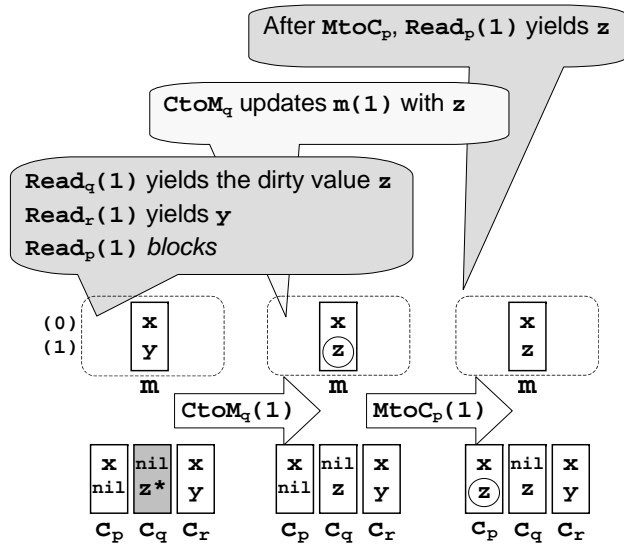 After MtoCp, Readp(1) yields z
CtoMq updates m(1) with z
Readq(1) yields the dirty value z
Readr(1) yields y
Readp(1) blocks
(0) x x x
(1) y z z
m m m
CtoMq(1) MtoCp(1)
x nil x x nil x x nil x
nil z* y nil z y z z y
cp cq cr cp cq cr cp cq cr